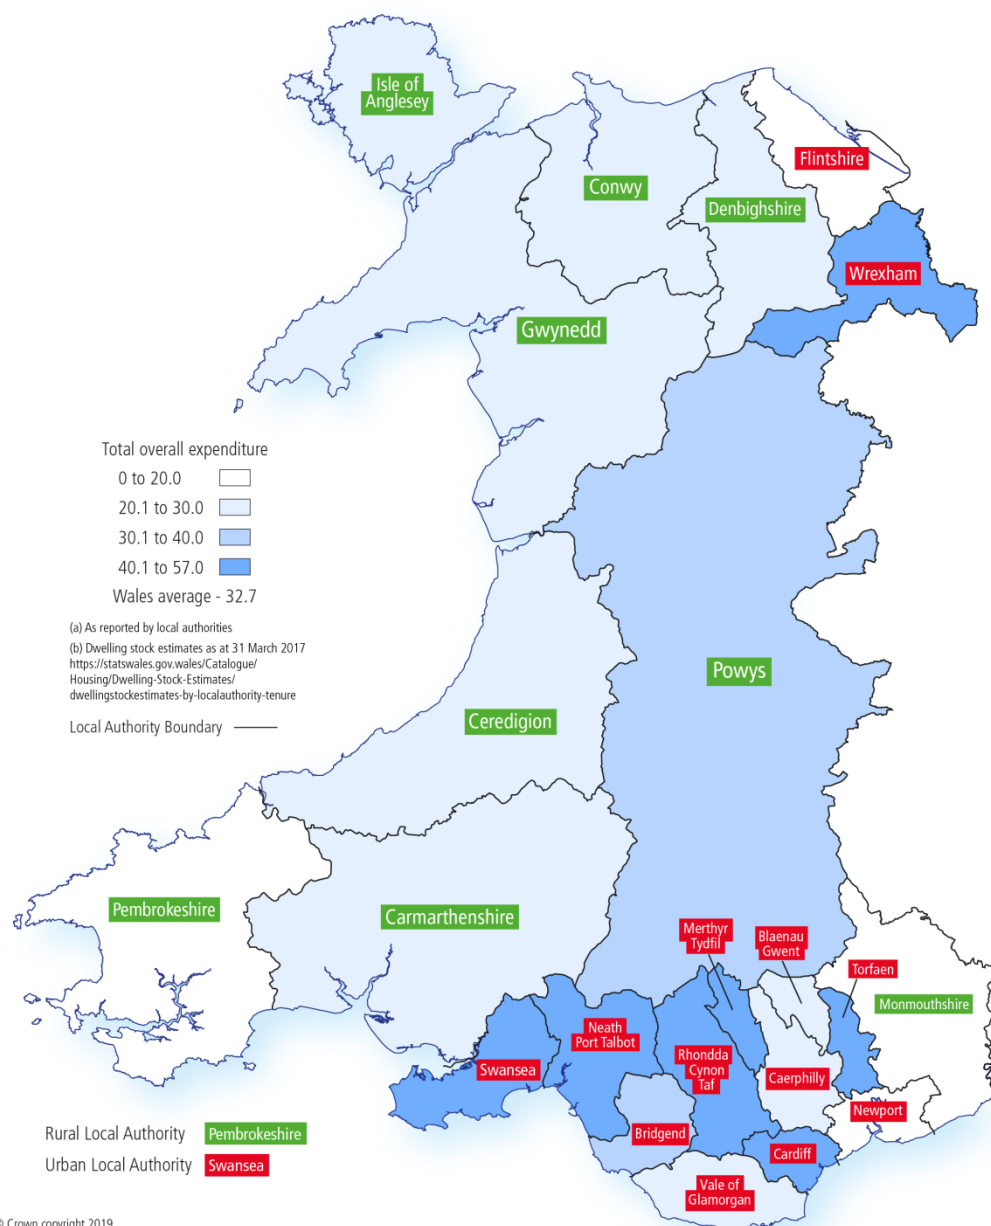 Isle of
Anglesey
Flintshire
Conwy
Denbighshire
Wrexham
Gwynedd
Total overall expenditure
0 to 20.0
20.1 to 30.0
30.1 to 40.0
40.1 to 57.0
Wales average - 32.7
(a) As reported by local authorities
(b) Dwelling stock estimates as at 31 March 2017
https://statswales.gov.wales/Catalogue/
Housing/Dwelling-Stock-Estimates/
dwellingstockestimates-by-localauthority-tenure
Local Authority Boundary
Powys
Ceredigion
Pembrokeshire
Carmarthenshire
Merthyr
Tydfil
Blaenau
Gwent
Torfaen
Monmouthshire
Neath
Port Talbot
Swansea
Rhondda
Cynon
Taf
Caerphilly
Newport
Bridgend
Cardiff
Vale of
Glamorgan
Rural Local Authority Pembrokeshire
Urban Local Authority Swansea
© Crown copyright 2019